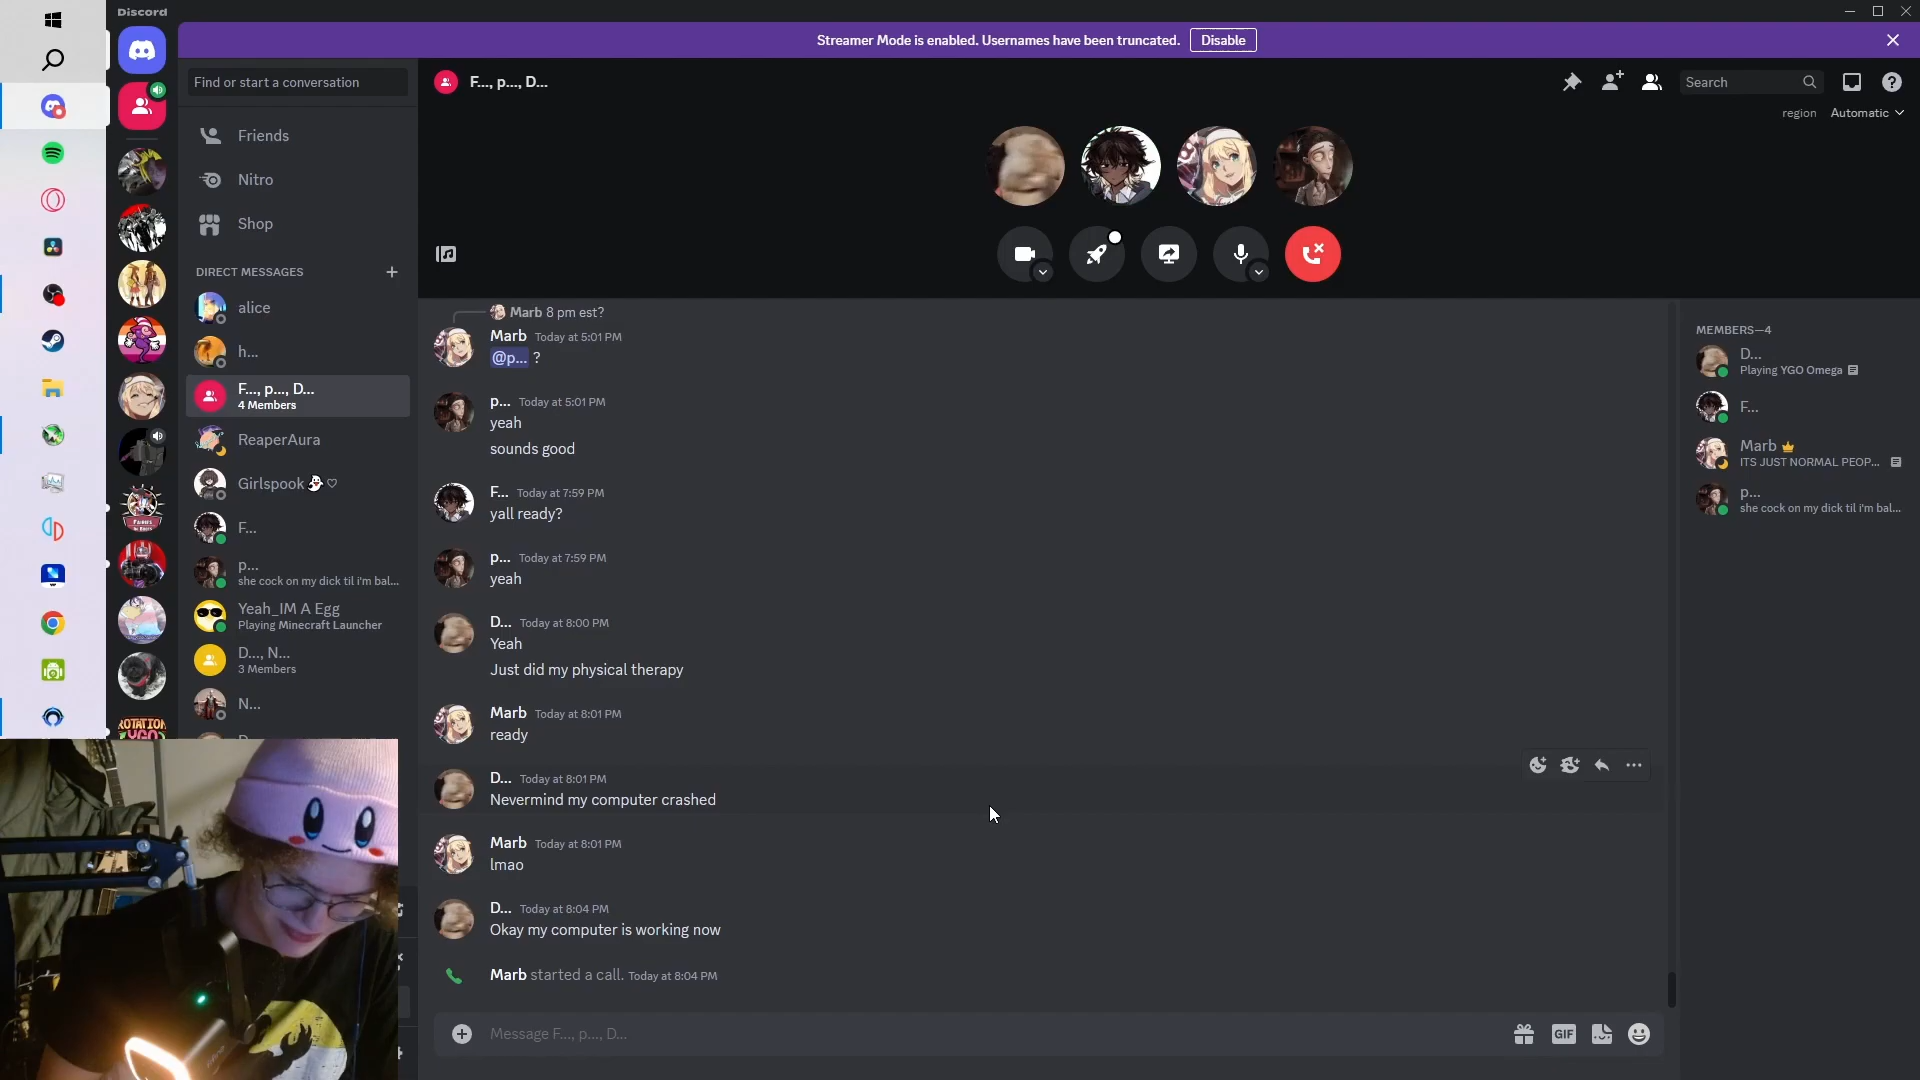 Discord
Streamer Mode is enabled. Usernames have been truncated.
Disable
Find or start a conversation
Friends
Nitro
Shop
DIRECT MESSAGES
alice
h...
F..., p..., D...
4 Members
ReaperAura
Girlspook 👻♡
F...
p...
she cock on my dick til i'm bal...
Yeah_IM A Egg
Playing Minecraft Launcher
D..., N...
3 Members
N...
F..., p..., D...
Search
region Automatic
Marb 8 pm est?
Marb Today at 5:01 PM
@p... ?
p... Today at 5:01 PM
yeah
sounds good
F... Today at 7:59 PM
yall ready?
p... Today at 7:59 PM
yeah
D... Today at 8:00 PM
Yeah
Just did my physical therapy
Marb Today at 8:01 PM
ready
D... Today at 8:01 PM
Nevermind my computer crashed
Marb Today at 8:01 PM
lmao
D... Today at 8:04 PM
Okay my computer is working now
Marb started a call. Today at 8:04 PM
Message F..., p..., D...
GIF
MEMBERS—4
D...
Playing YGO Omega
F...
Marb
ITS JUST NORMAL PEOP...
p...
she cock on my dick til i'm bal...